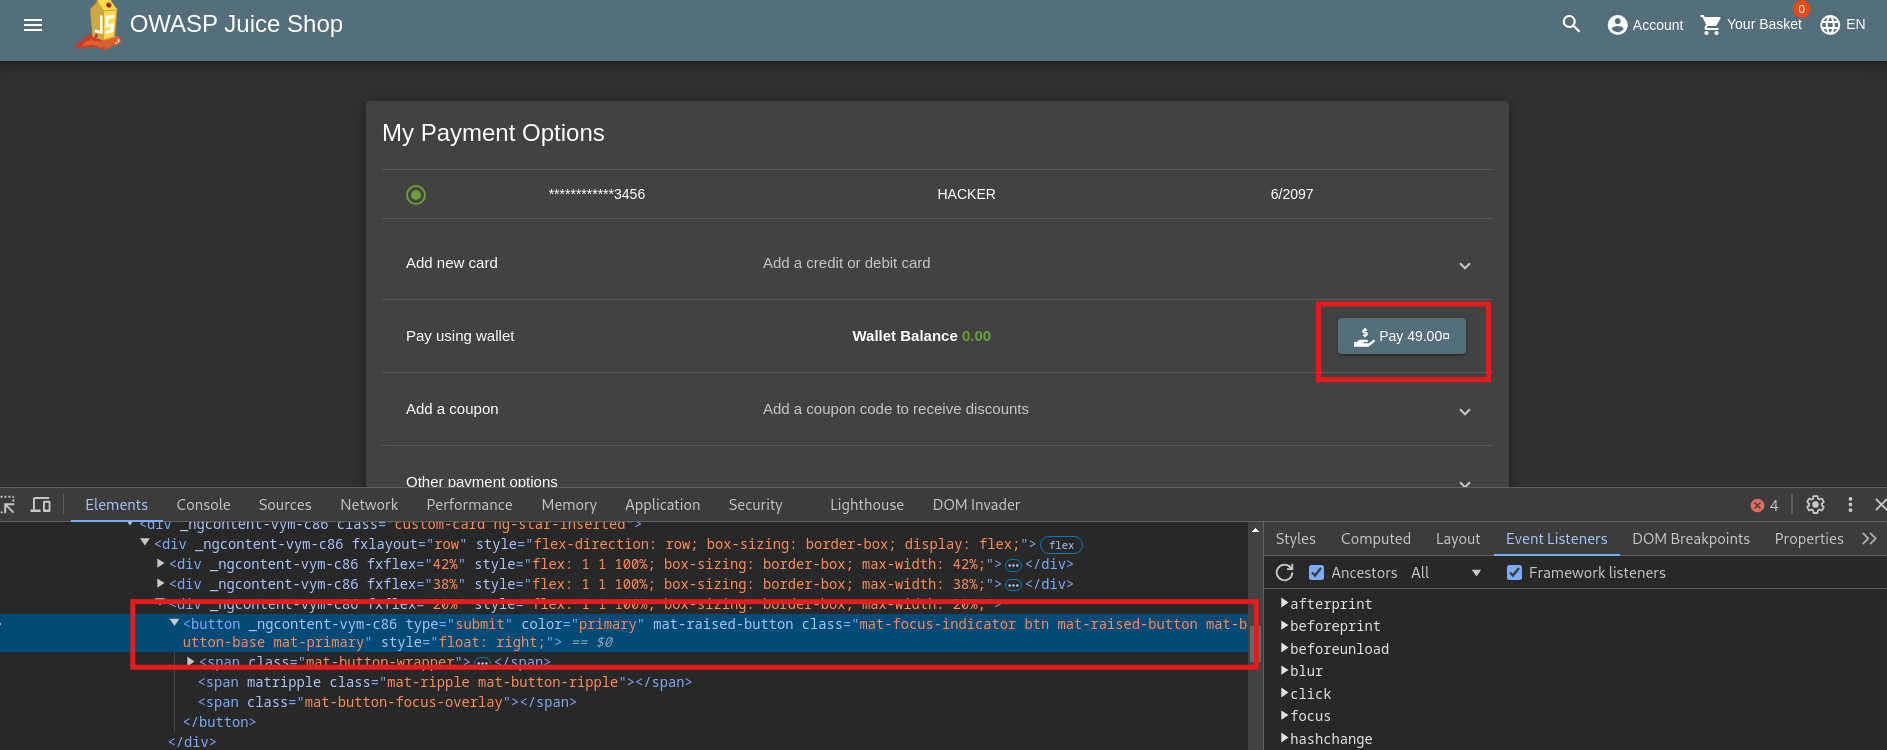 OWASP Juice Shop
Account
0
Your Basket
EN
My Payment Options
************3456 HACKER 6/2097
Add new card Add a credit or debit card
Pay using wallet Wallet Balance 0.00 $ Pay 49.00¤
Add a coupon Add a coupon code to receive discounts
Other payment options
Elements Console Sources Network Performance Memory Application Security Lighthouse DOM Invader 4
<div _ngcontent-vym-c86 class="custom-card ng-star-inserted">
<div _ngcontent-vym-c86 fxlayout="row" style="flex-direction: row; box-sizing: border-box; display: flex;"> flex
<div _ngcontent-vym-c86 fxflex="42%" style="flex: 1 1 100%; box-sizing: border-box; max-width: 42%;">…</div>
<div _ngcontent-vym-c86 fxflex="38%" style="flex: 1 1 100%; box-sizing: border-box; max-width: 38%;">…</div>
<div _ngcontent-vym-c86 fxflex="20%" style="flex: 1 1 100%; box-sizing: border-box; max-width: 20%;">
<button _ngcontent-vym-c86 type="submit" color="primary" mat-raised-button class="mat-focus-indicator btn mat-raised-button mat-b
utton-base mat-primary" style="float: right;"> == $0
<span class="mat-button-wrapper">…</span>
<span matripple class="mat-ripple mat-button-ripple"></span>
<span class="mat-button-focus-overlay"></span>
</button>
</div>
Styles Computed Layout Event Listeners DOM Breakpoints Properties
Ancestors All Framework listeners
afterprint
beforeprint
beforeunload
blur
click
focus
hashchange